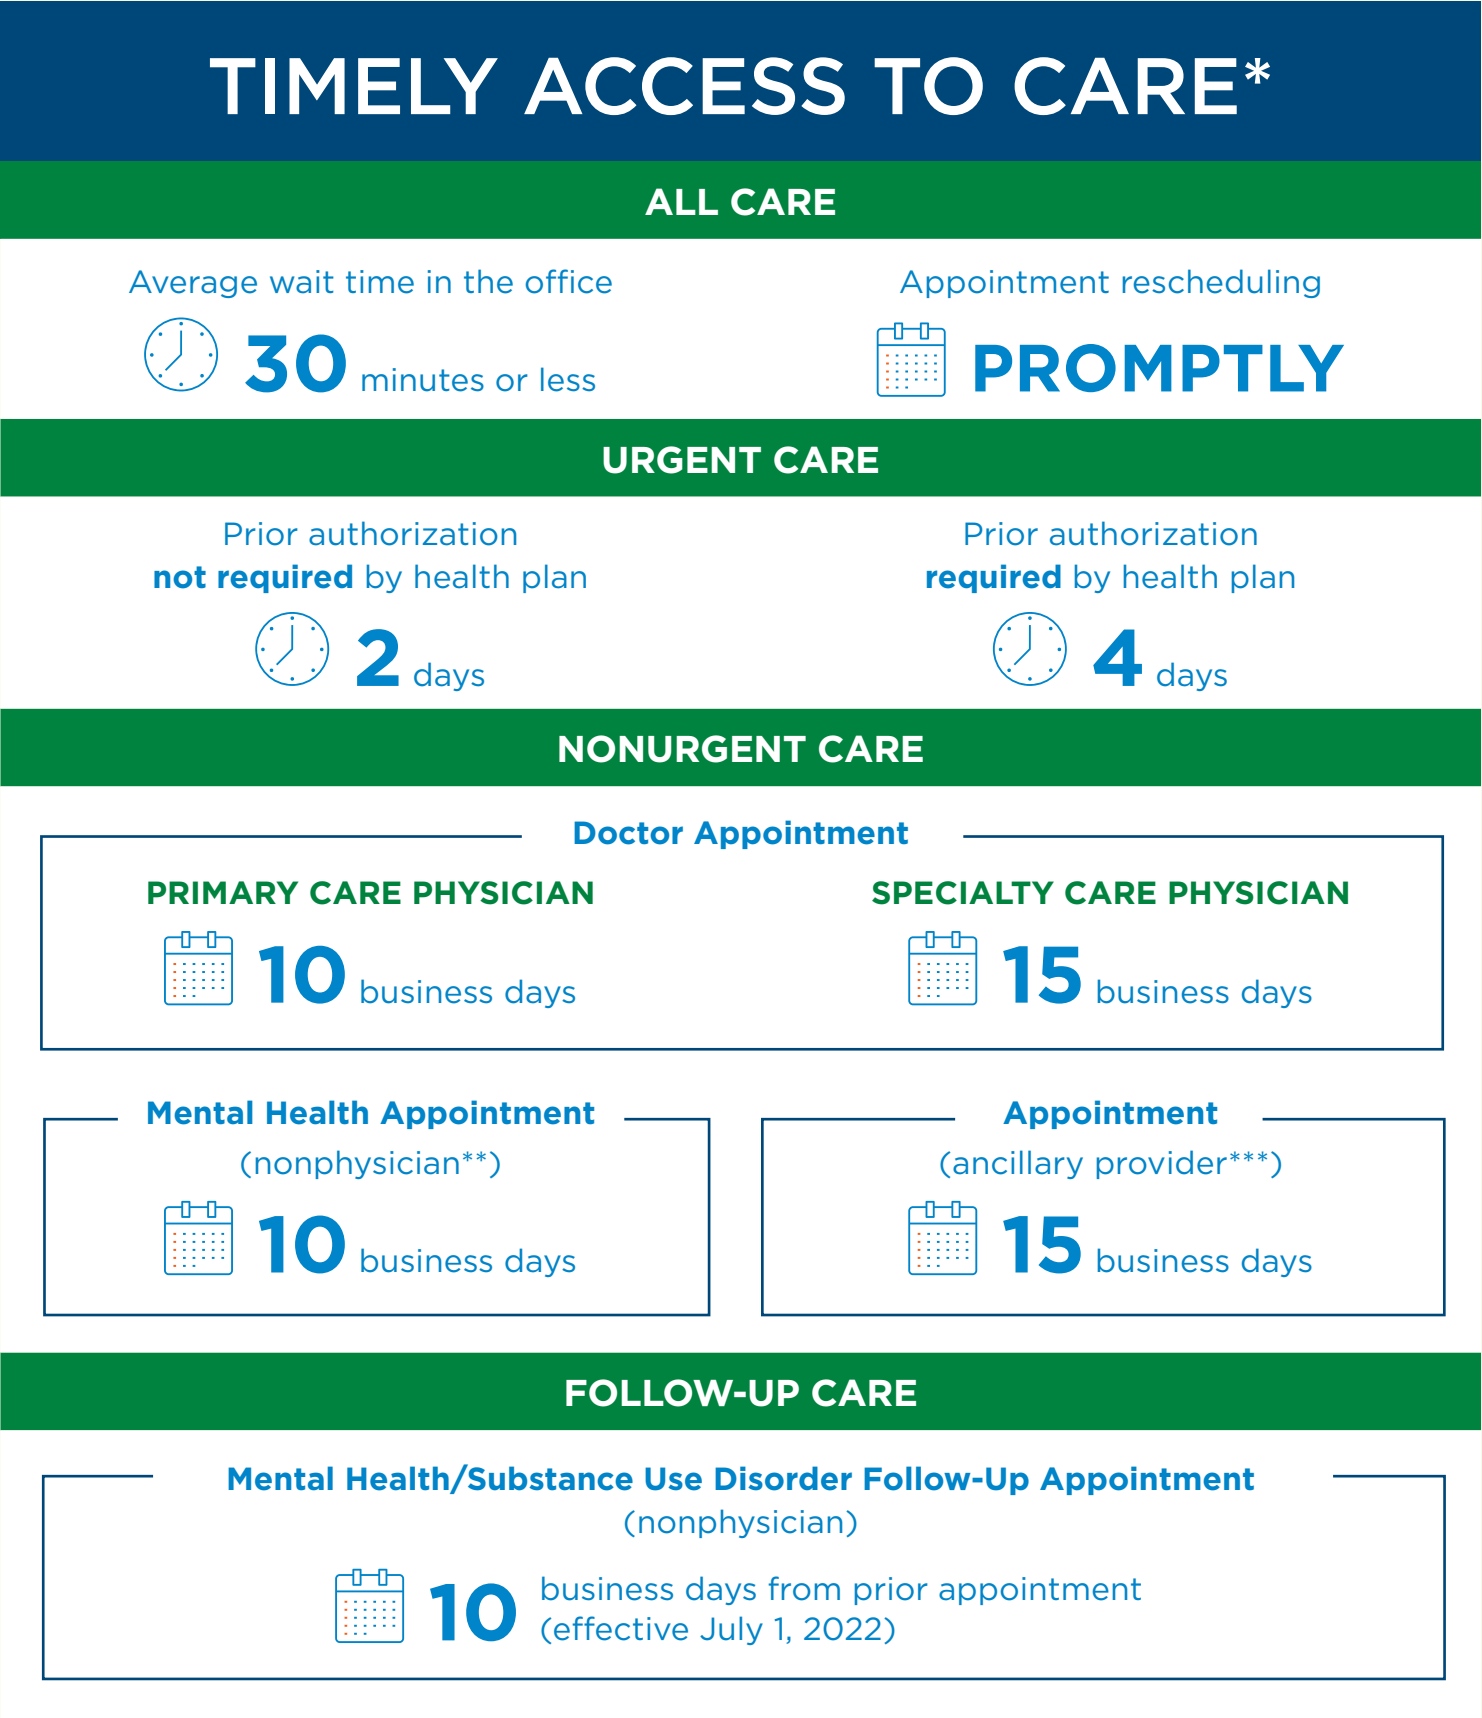 TIMELY ACCESS TO CARE*
ALL CARE
Average wait time in the office
30 minutes or less
Appointment rescheduling
PROMPTLY
URGENT CARE
Prior authorization
not required by health plan
2 days
Prior authorization
required by health plan
4 days
NONURGENT CARE
Doctor Appointment
PRIMARY CARE PHYSICIAN
10 business days
SPECIALTY CARE PHYSICIAN
15 business days
Mental Health Appointment
(nonphysician**)
10 business days
Appointment
(ancillary provider***)
15 business days
FOLLOW-UP CARE
Mental Health/Substance Use Disorder Follow-Up Appointment
(nonphysician)
10 business days from prior appointment
(effective July 1, 2022)